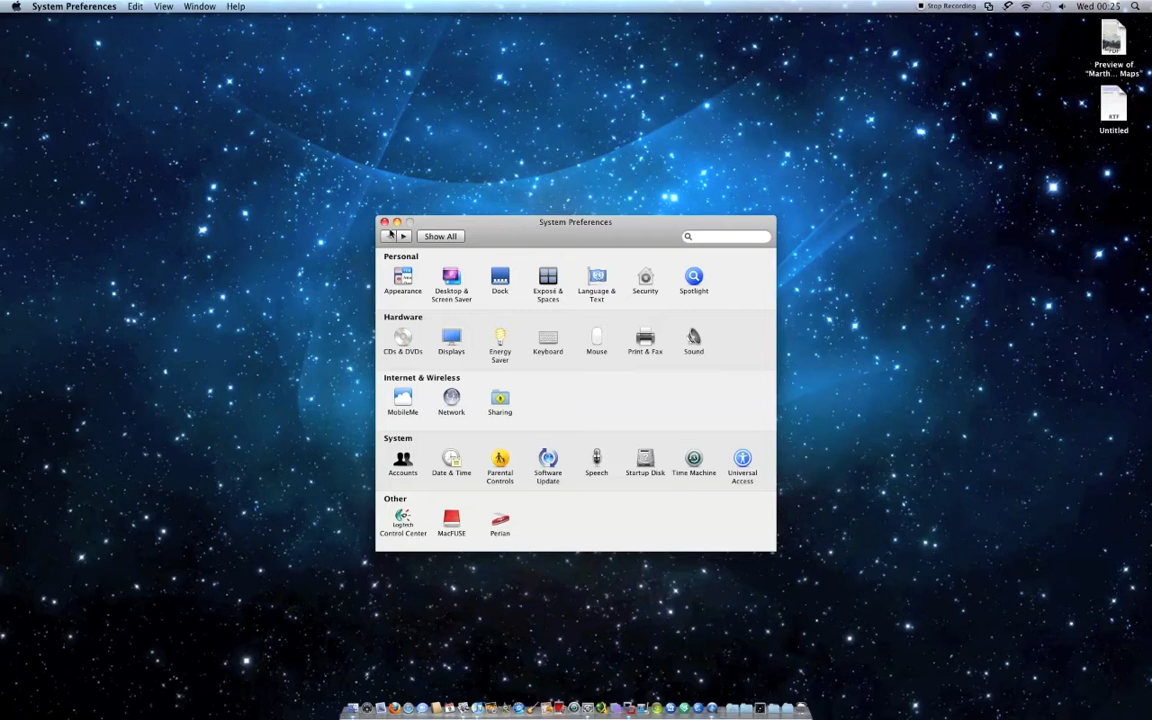 System Preferences Edit View Window Help
Stop Recording Wed 00:25
PDF
Preview of
"Marth... Maps"
RTF
Untitled
System Preferences
Show All
Personal
Appearance Desktop & Screen Saver Dock Exposé & Spaces Language & Text Security Spotlight
Hardware
CDs & DVDs Displays Energy Saver Keyboard Mouse Print & Fax Sound
Internet & Wireless
MobileMe Network Sharing
System
Accounts Date & Time Parental Controls Software Update Speech Startup Disk Time Machine Universal Access
Other
Logitech Control Center MacFUSE Perian